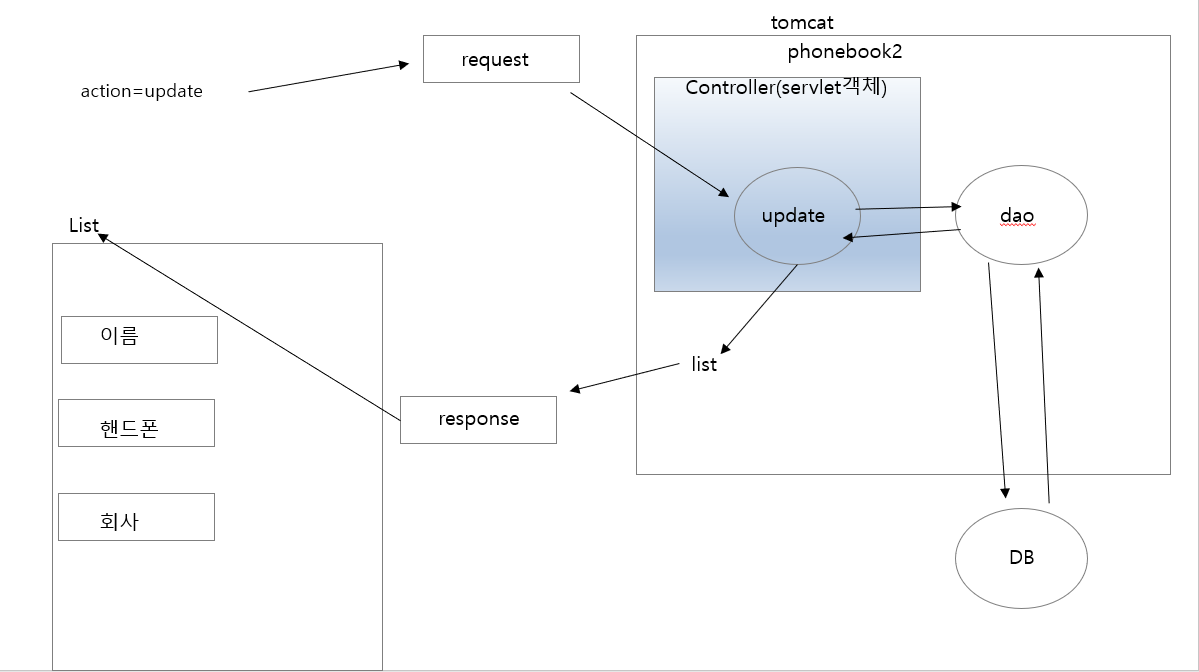 tomcat
phonebook2
request
action=update
Controller(servlet객체)
update
dao
List
이름
list
핸드폰
response
회사
DB